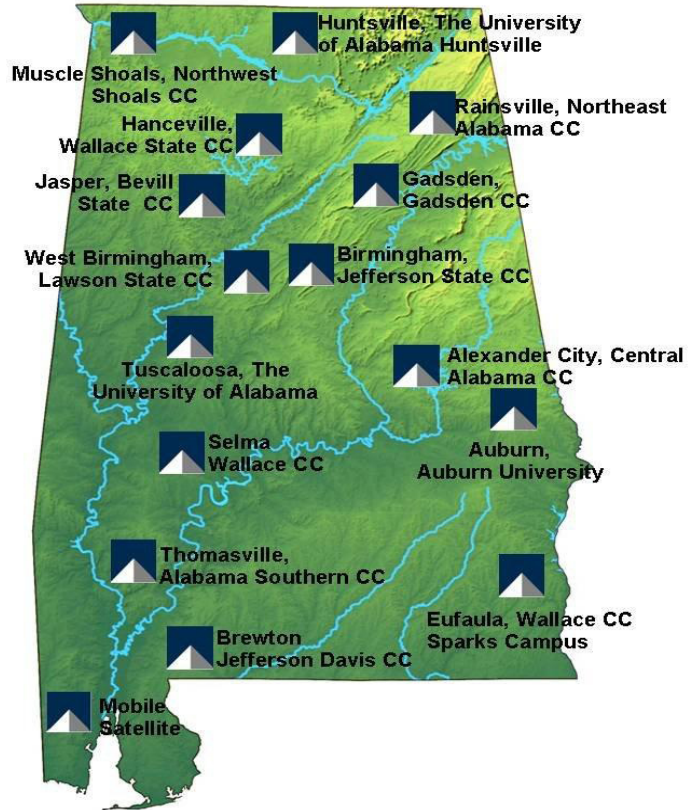 Huntsville, The University
of Alabama Huntsville
Muscle Shoals, Northwest
Shoals CC
Rainsville, Northeast
Alabama CC
Hanceville,
Wallace State CC
Jasper, Bevill
State CC
Gadsden,
Gadsden CC
West Birmingham,
Lawson State CC
Birmingham,
Jefferson State CC
Tuscaloosa, The
University of Alabama
Alexander City, Central
Alabama CC
Selma
Wallace CC
Auburn,
Auburn University
Thomasville,
Alabama Southern CC
Eufaula, Wallace CC
Sparks Campus
Brewton
Jefferson Davis CC
Mobile
Satellite